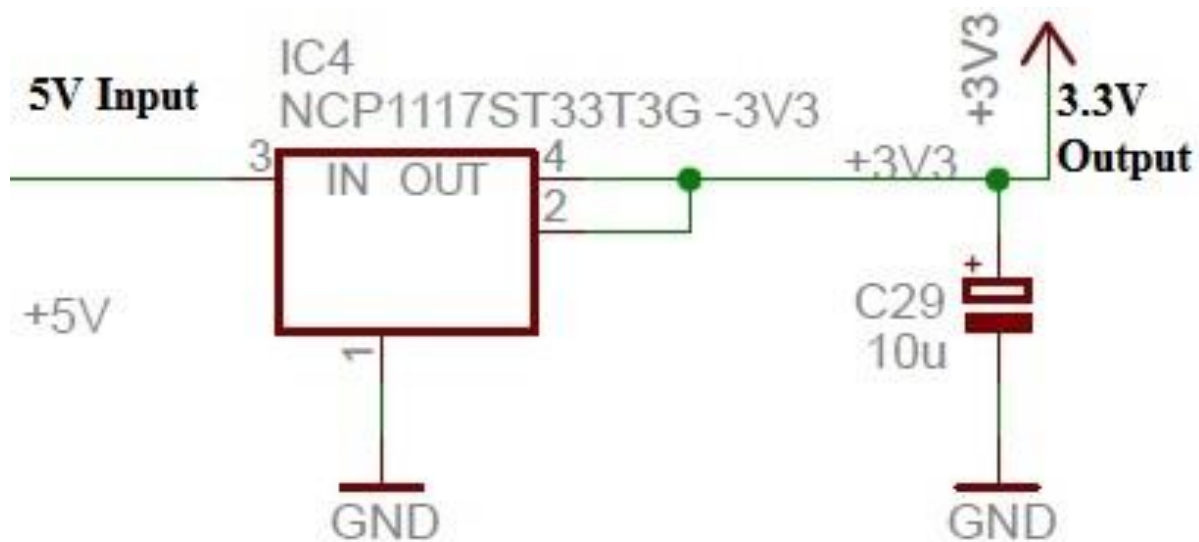 IC4
NCP1117ST33T3G -3V3
5V Input
3
IN OUT
4
2
1
+5V
GND
+3V3
+3V3
3.3V
Output
+
C29
10u
GND